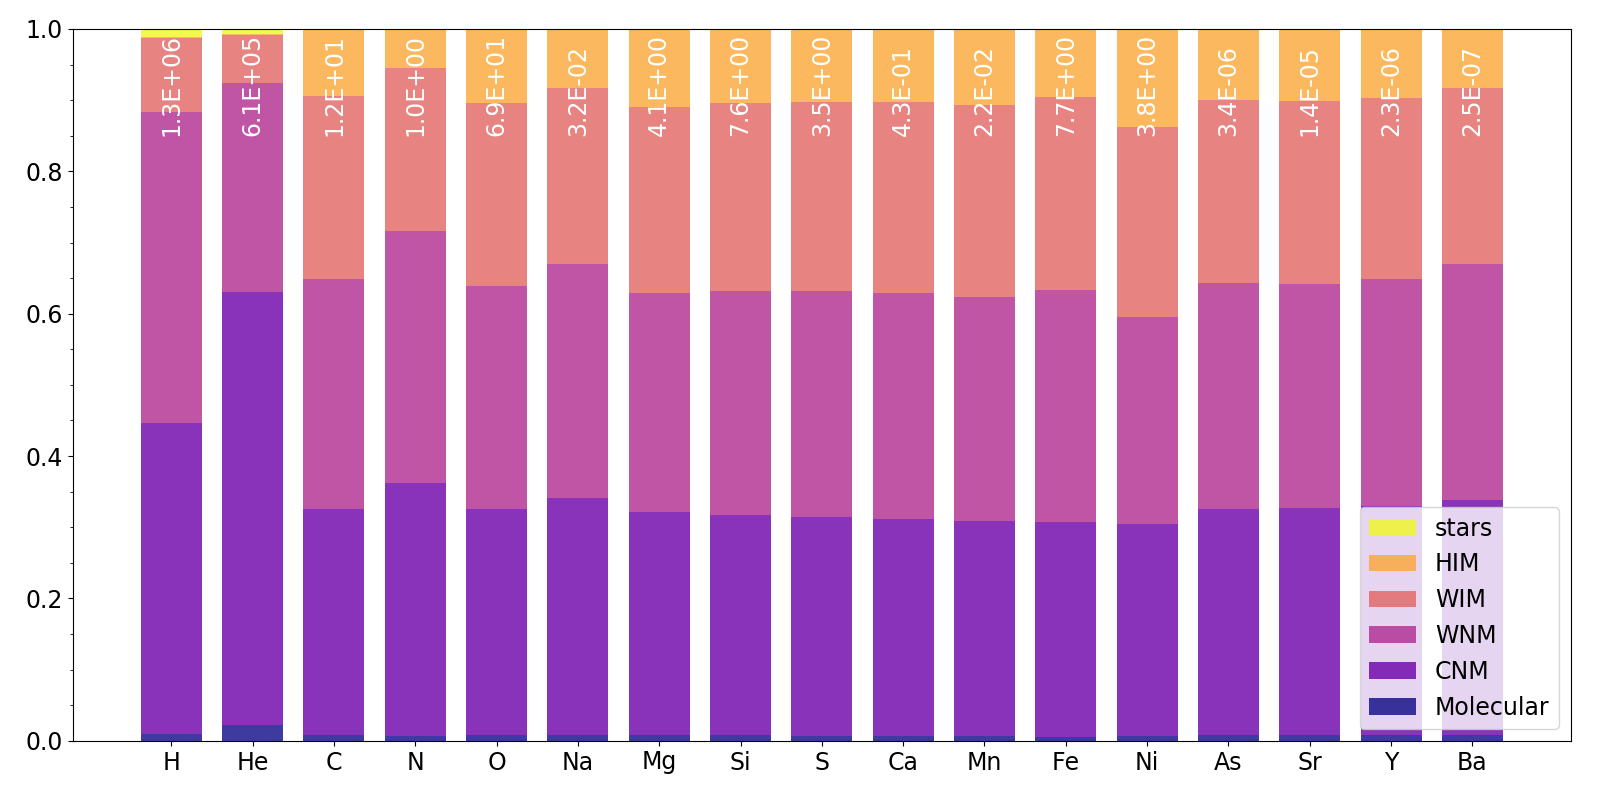 1.0
0.8
0.6
0.4
0.2
0.0
1.3E+06
6.1E+05
1.2E+01
1.0E+00
6.9E+01
3.2E-02
4.1E+00
7.6E+00
3.5E+00
4.3E-01
2.2E-02
7.7E+00
3.8E+00
3.4E-06
1.4E-05
2.3E-06
2.5E-07
stars
HIM
WIM
WNM
CNM
Molecular
H He C N O Na Mg Si S Ca Mn Fe Ni As Sr Y Ba